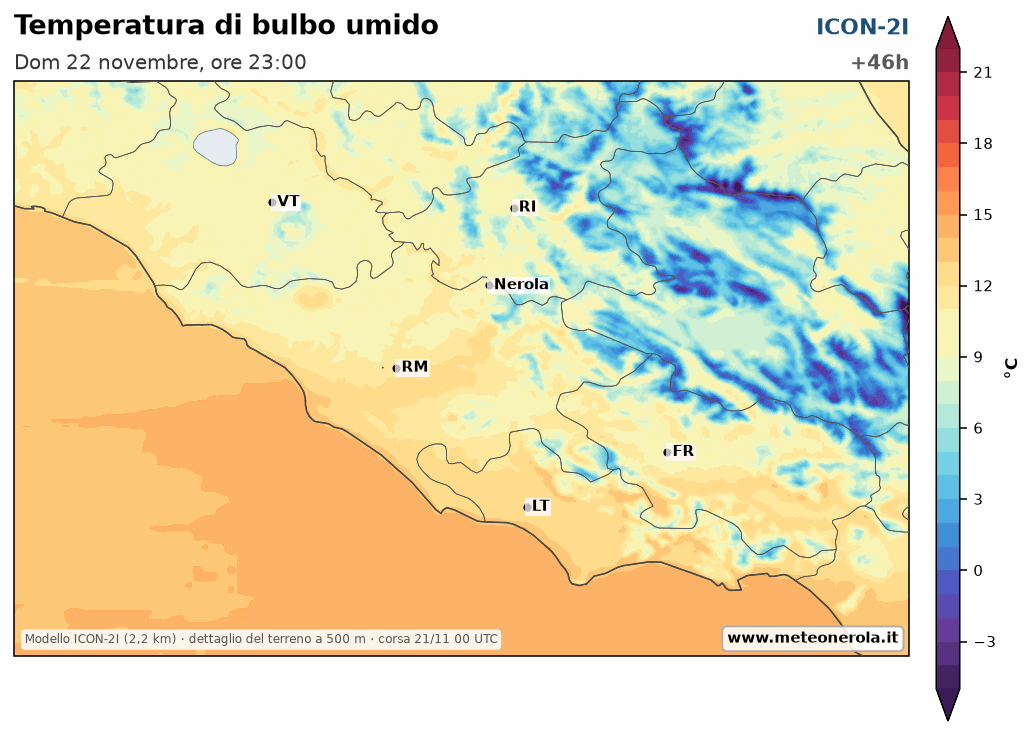 Temperatura di bulbo umido
ICON-2I
Dom 22 novembre, ore 23:00
+46h
VT
RI
Nerola
RM
FR
LT
21
18
15
12
9
6
3
0
−3
°C
Modello ICON-2I (2,2 km) · dettaglio del terreno a 500 m · corsa 21/11 00 UTC
www.meteonerola.it